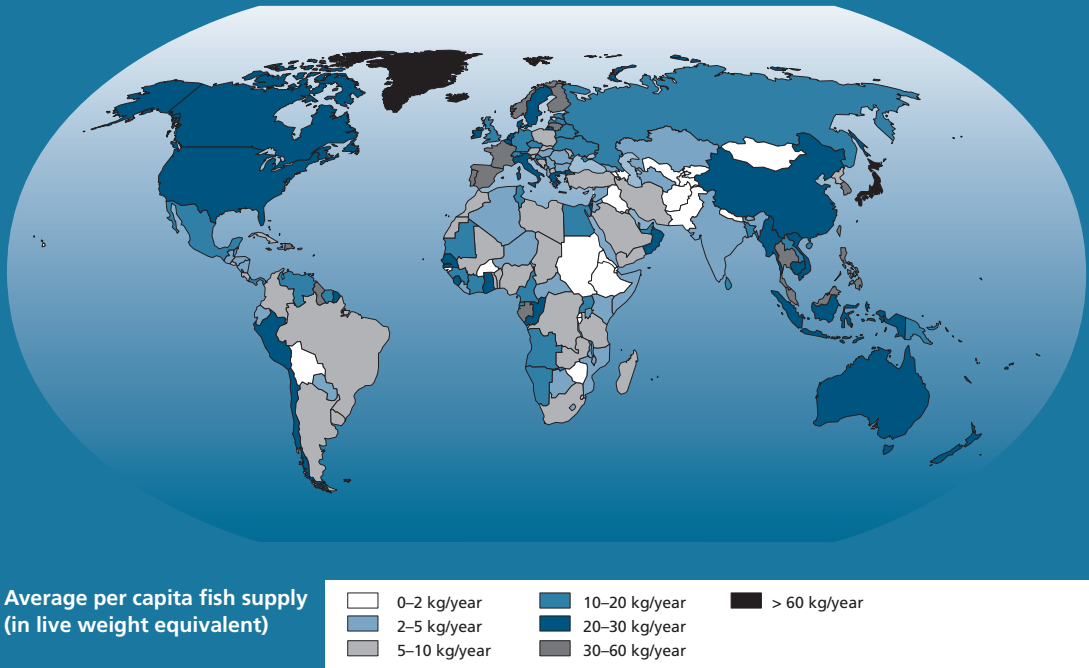 Average per capita fish supply
(in live weight equivalent)
0–2 kg/year
2–5 kg/year
5–10 kg/year
10–20 kg/year
20–30 kg/year
30–60 kg/year
> 60 kg/year